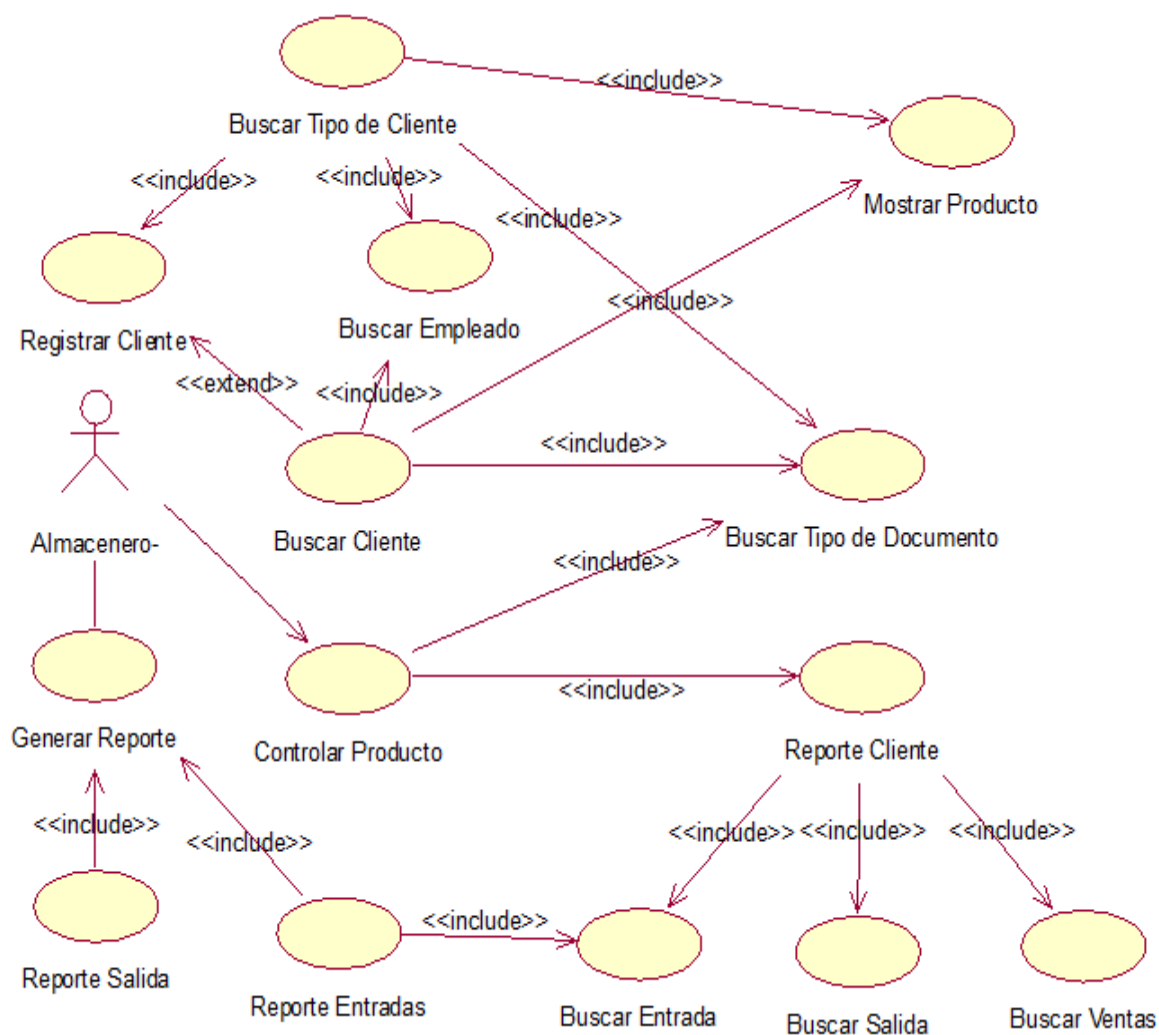 <<include>>
Buscar Tipo de Cliente
<<include>>
<<include>>
Mostrar Producto
<<include>>
<<include>>
Buscar Empleado
Registrar Cliente
<<extend>>
<<include>>
<<include>>
Almacenero-
Buscar Cliente
Buscar Tipo de Documento
<<include>>
<<include>>
Generar Reporte
Controlar Producto
Reporte Cliente
<<include>>
<<include>>
<<include>>
<<include>>
<<include>>
<<include>>
Reporte Salida
Reporte Entradas
Buscar Entrada
Buscar Salida
Buscar Ventas